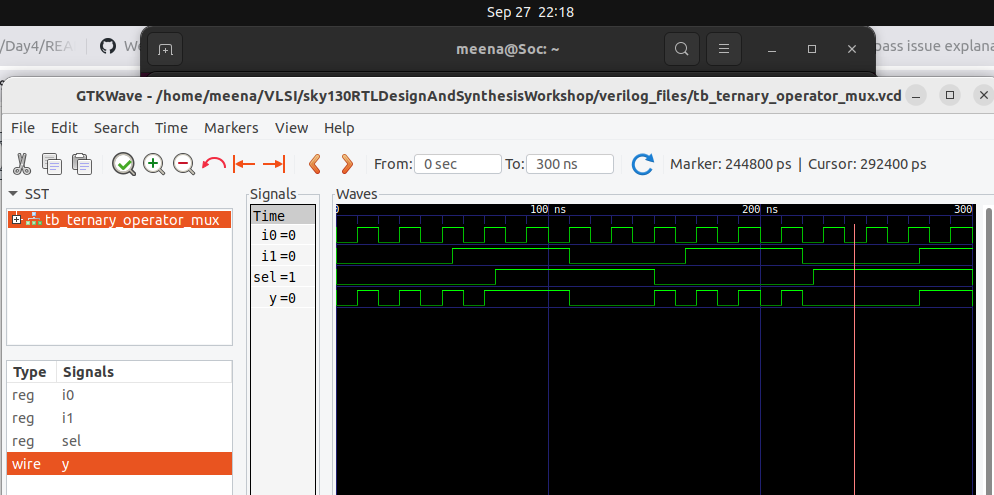 Sep 27 22:18
/Day4/REA
meena@Soc: ~
pass issue explana
GTKWave - /home/meena/VLSI/sky130RTLDesignAndSynthesisWorkshop/verilog_files/tb_ternary_operator_mux.vcd
File Edit Search Time Markers View Help
From: 0 sec To: 300 ns Marker: 244800 ps | Cursor: 292400 ps
SST
tb_ternary_operator_mux
Type Signals
reg i0
reg i1
reg sel
wire y
Signals
Time
i0 =0
i1 =0
sel =1
y =0
Waves
0 100 ns 200 ns 300